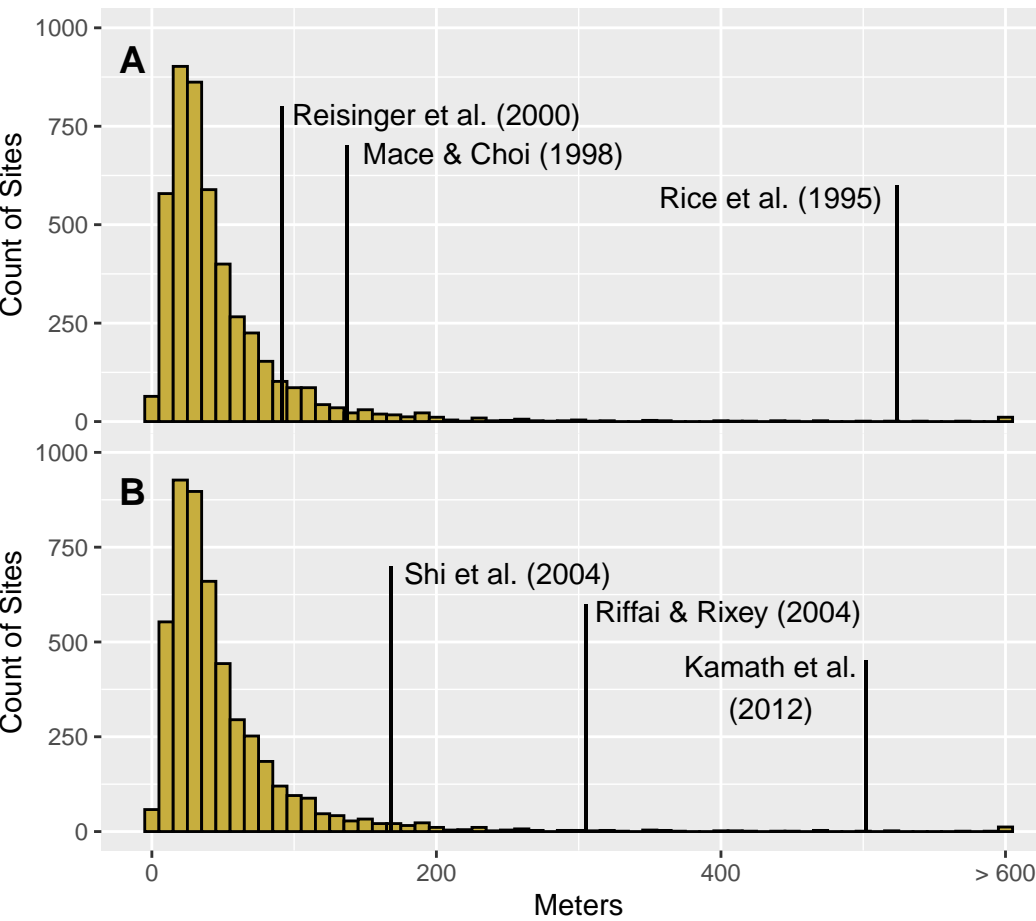 1000
A
Reisinger et al. (2000)
750
Mace & Choi (1998)
Rice et al. (1995)
500
Count of Sites
250
0
1000
B
750
Shi et al. (2004)
Riffai & Rixey (2004)
Kamath et al.
(2012)
500
Count of Sites
250
0
0 200 400 > 600
Meters